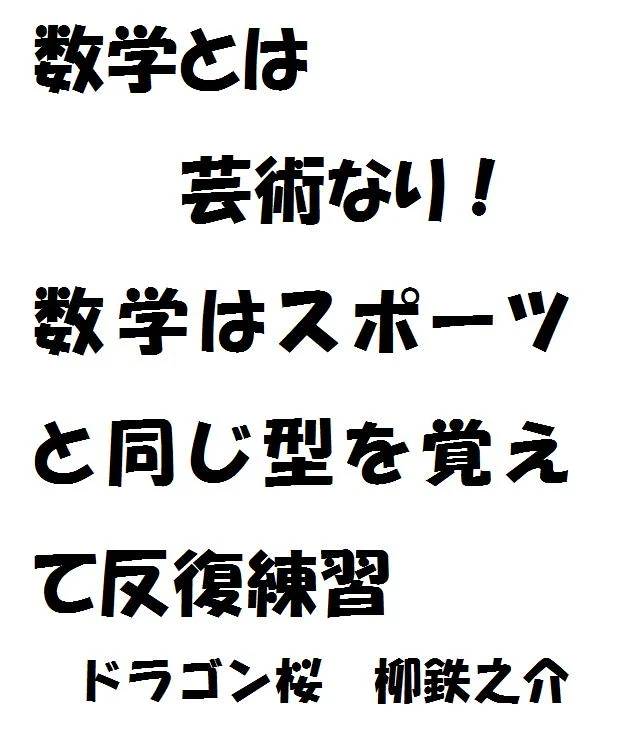 数学とは
芸術なり！
数学はスポーツ
と同じ型を覚え
て反復練習
ドラゴン桜　柳鉄之介